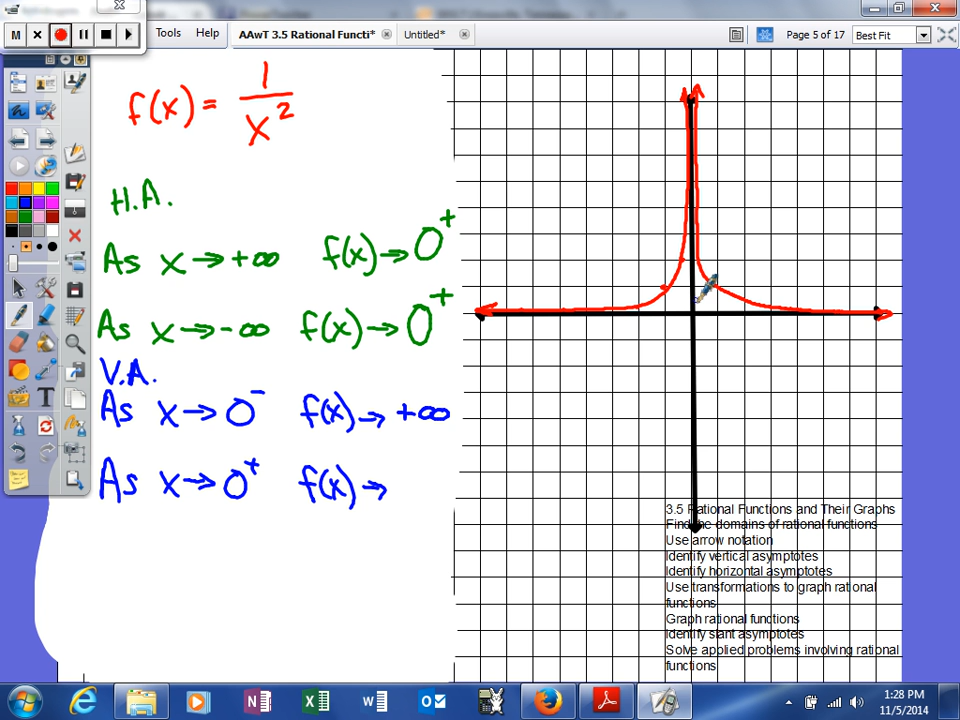 M
Tools Help AAwT 3.5 Rational Functi* Untitled* Page 5 of 17 Best Fit
f(x) = 1/x²
H.A.
As x→+∞ f(x)→0⁺
As x→-∞ f(x)→0⁺
V.A.
As x→0⁻ f(x)→+∞
As x→0⁺ f(x)→
3.5 Rational Functions and Their Graphs
Find the domains of rational functions
Use arrow notation
Identify vertical asymptotes
Identify horizontal asymptotes
Use transformations to graph rational
functions
Graph rational functions
Identify slant asymptotes
Solve applied problems involving rational
functions
1:28 PM
11/5/2014